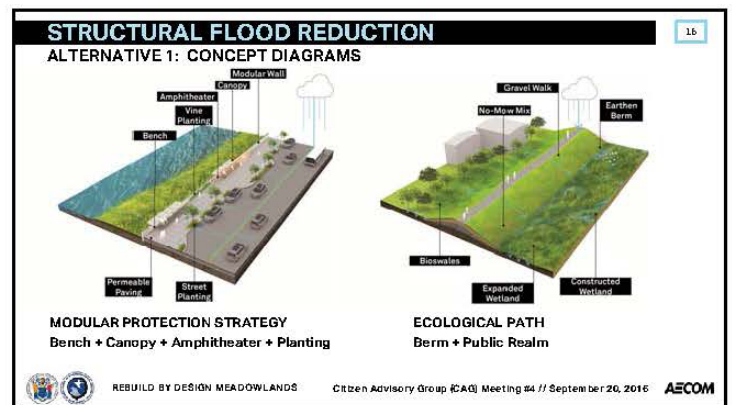 STRUCTURAL FLOOD REDUCTION
16
ALTERNATIVE 1: CONCEPT DIAGRAMS
Modular Wall
Canopy
Amphitheater
Vine
Planting
Bench
Permeable
Paving
Street
Planting
Gravel Walk
No-Mow Mix
Earthen
Berm
Bioswales
Expanded
Wetland
Constructed
Wetland
MODULAR PROTECTION STRATEGY
Bench + Canopy + Amphitheater + Planting
ECOLOGICAL PATH
Berm + Public Realm
REBUILD BY DESIGN MEADOWLANDS
Citizen Advisory Group (CAG) Meeting #4 // September 20, 2016
AECOM